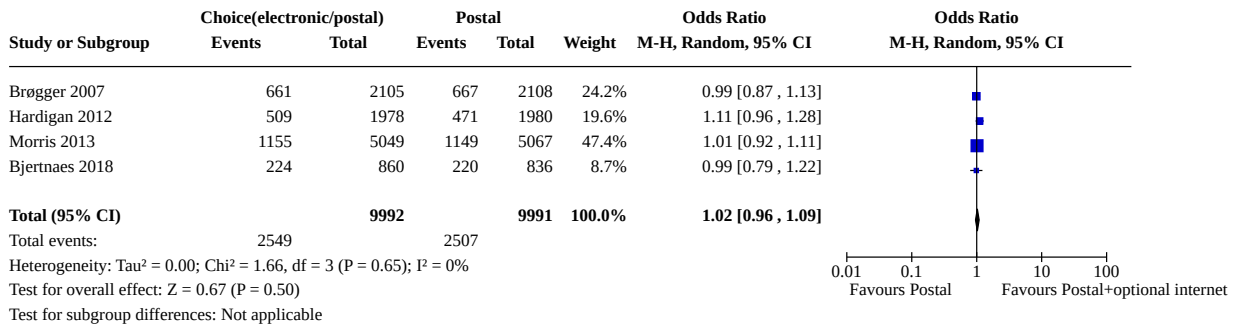 Choice(electronic/postal) Postal Odds Ratio Odds Ratio
Study or Subgroup Events Total Events Total Weight M-H, Random, 95% CI M-H, Random, 95% CI
Brøgger 2007 661 2105 667 2108 24.2% 0.99 [0.87 , 1.13]
Hardigan 2012 509 1978 471 1980 19.6% 1.11 [0.96 , 1.28]
Morris 2013 1155 5049 1149 5067 47.4% 1.01 [0.92 , 1.11]
Bjertnaes 2018 224 860 220 836 8.7% 0.99 [0.79 , 1.22]
Total (95% CI) 9992 9991 100.0% 1.02 [0.96 , 1.09]
Total events: 2549 2507
Heterogeneity: Tau² = 0.00; Chi² = 1.66, df = 3 (P = 0.65); I² = 0%
0.01 0.1 1 10 100
Test for overall effect: Z = 0.67 (P = 0.50) Favours Postal Favours Postal+optional internet
Test for subgroup differences: Not applicable